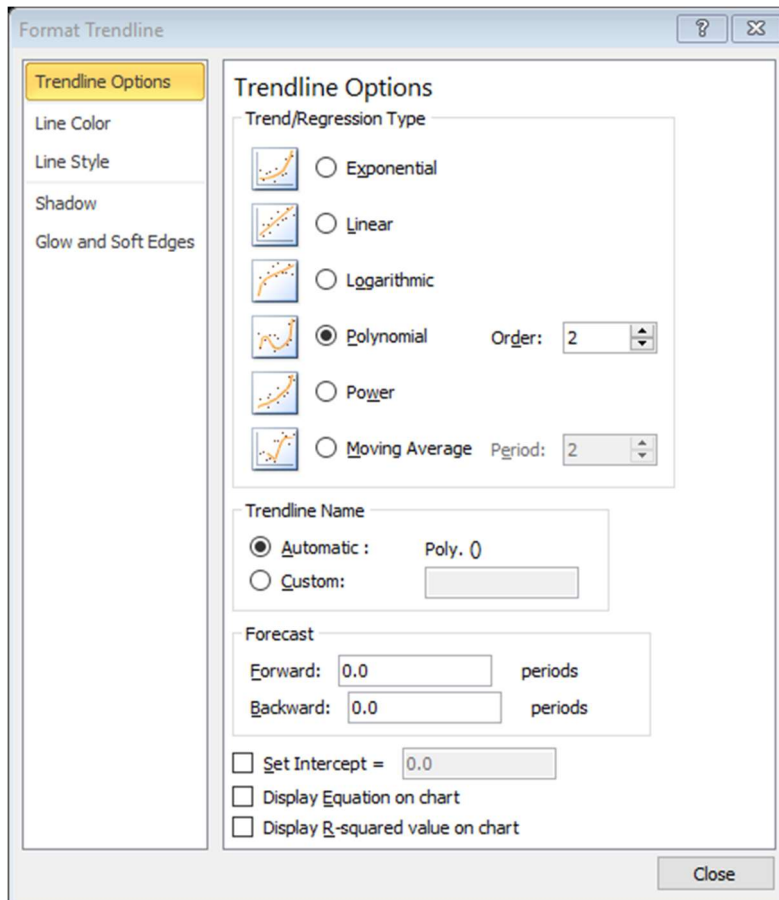 Format Trendline
Trendline Options
Line Color
Line Style
Shadow
Glow and Soft Edges
Trendline Options
Trend/Regression Type
Exponential
Linear
Logarithmic
Polynomial Order: 2
Power
Moving Average Period: 2
Trendline Name
Automatic : Poly. ()
Custom:
Forecast
Forward: 0.0 periods
Backward: 0.0 periods
Set Intercept = 0.0
Display Equation on chart
Display R-squared value on chart
Close